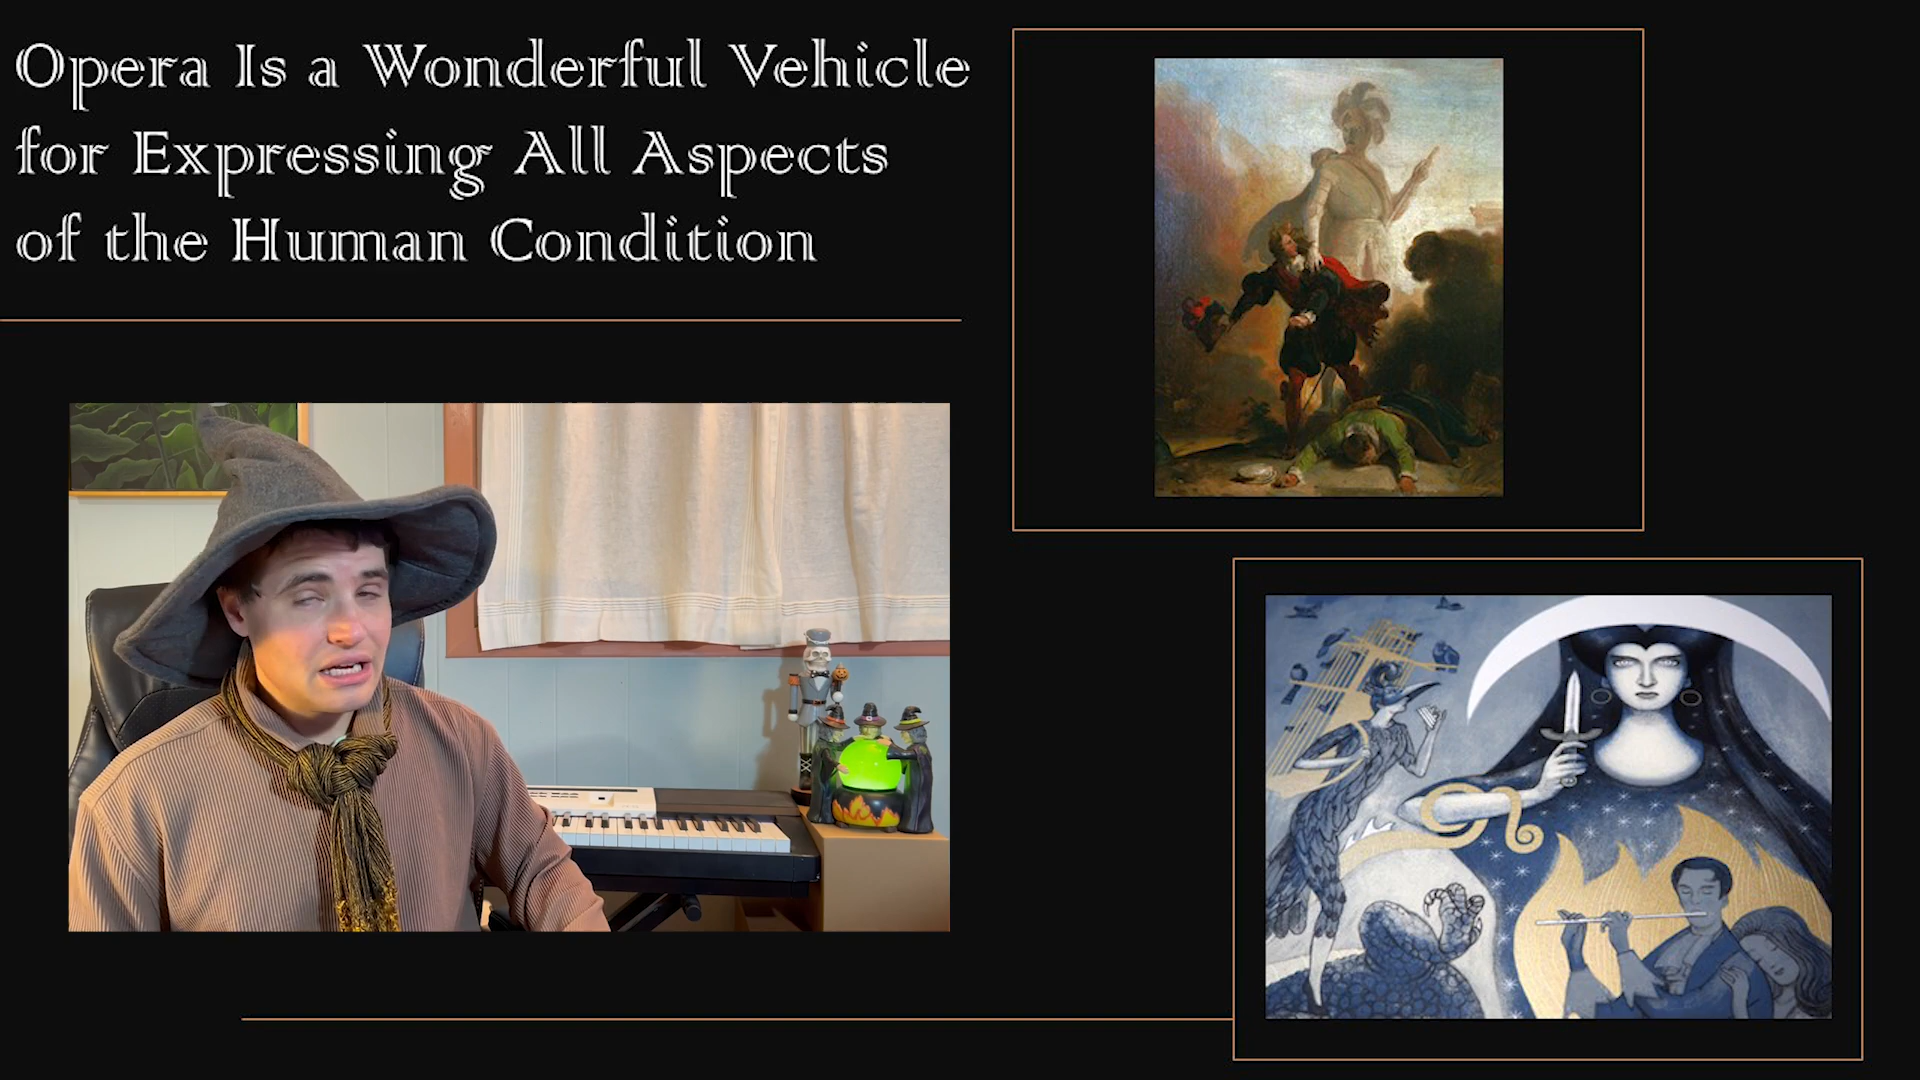 Opera Is a Wonderful Vehicle
for Expressing All Aspects
of the Human Condition